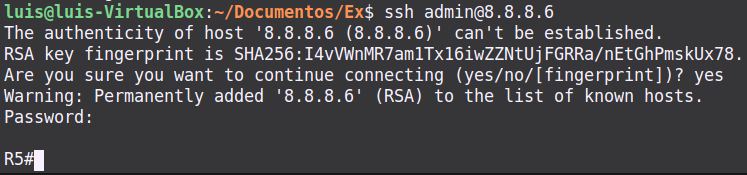 luis@luis-VirtualBox:~/Documentos/Ex$ ssh admin@8.8.8.6
The authenticity of host '8.8.8.6 (8.8.8.6)' can't be established.
RSA key fingerprint is SHA256:I4vVWnMR7am1Tx16iwZZNtUjFGRRa/nEtGhPmskUx78.
Are you sure you want to continue connecting (yes/no/[fingerprint])? yes
Warning: Permanently added '8.8.8.6' (RSA) to the list of known hosts.
Password:
R5#